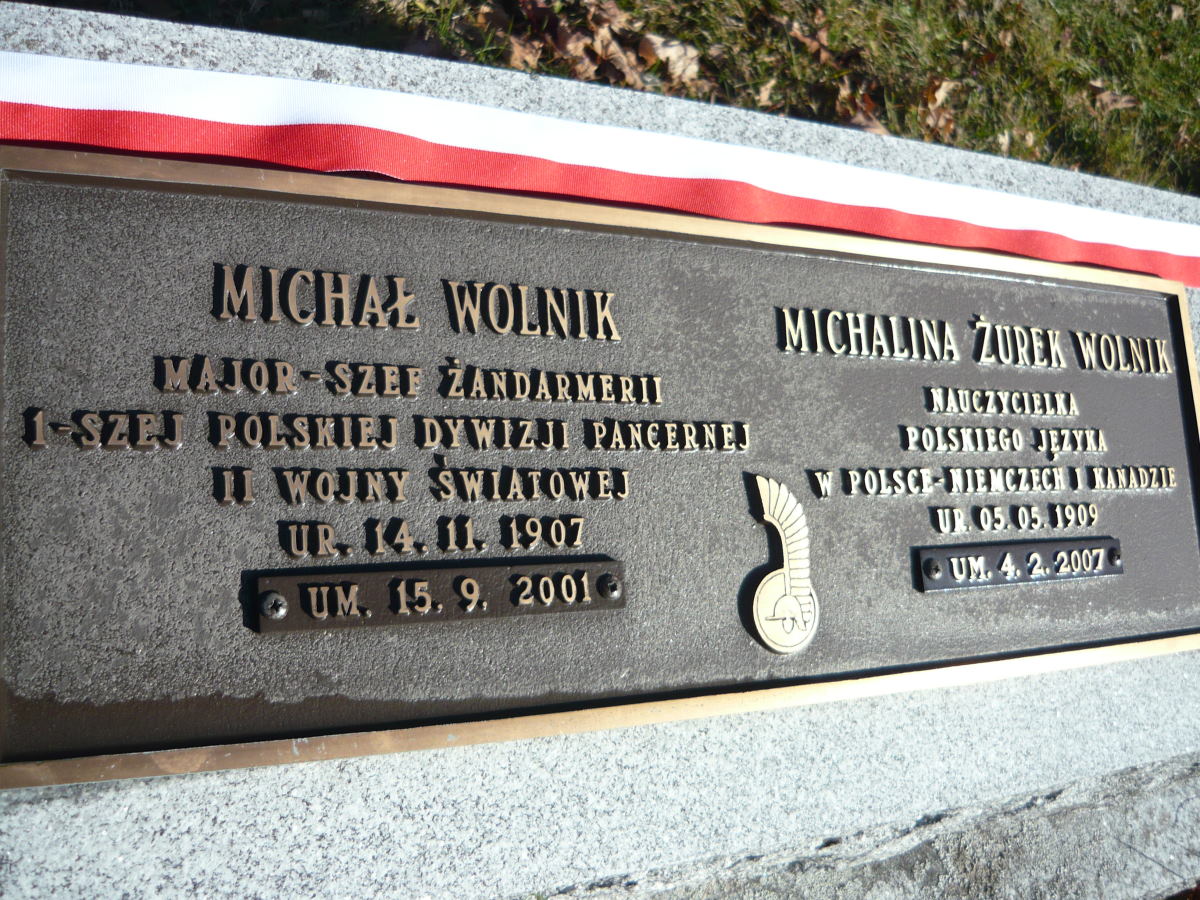 MICHAŁ WOLNIK
MAJOR-SZEF ŻANDARMERII
1-SZEJ POLSKIEJ DYWIZJI PANCERNEJ
II WOJNY ŚWIATOWEJ
UR. 14. 11. 1907
UM. 15. 9. 2001
MICHALINA ŻUREK WOLNIK
NAUCZYCIELKA
POLSKIEGO JĘZYKA
W POLSCE-NIEMCZECH I KANADZIE
UR. 05. 05. 1909
UM. 4. 2. 2007